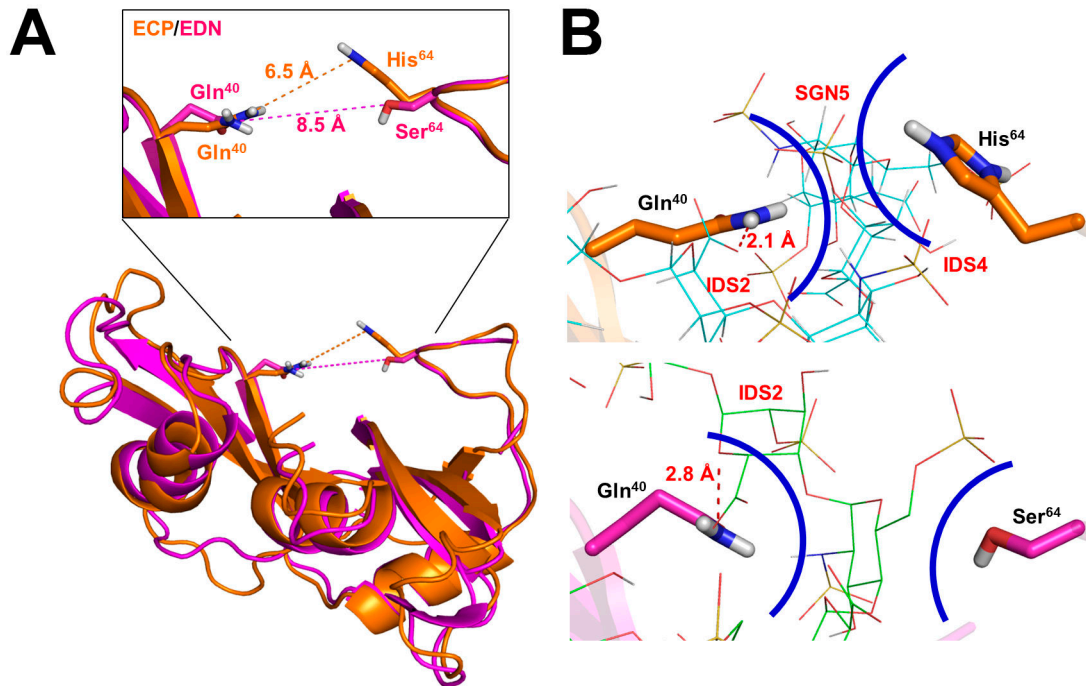 A
ECP/EDN
His⁶⁴
6.5 Å
Gln⁴⁰
8.5 Å
Ser⁶⁴
Gln⁴⁰
B
SGN5
His⁶⁴
Gln⁴⁰
2.1 Å
IDS2
IDS4
IDS2
2.8 Å
Gln⁴⁰
Ser⁶⁴